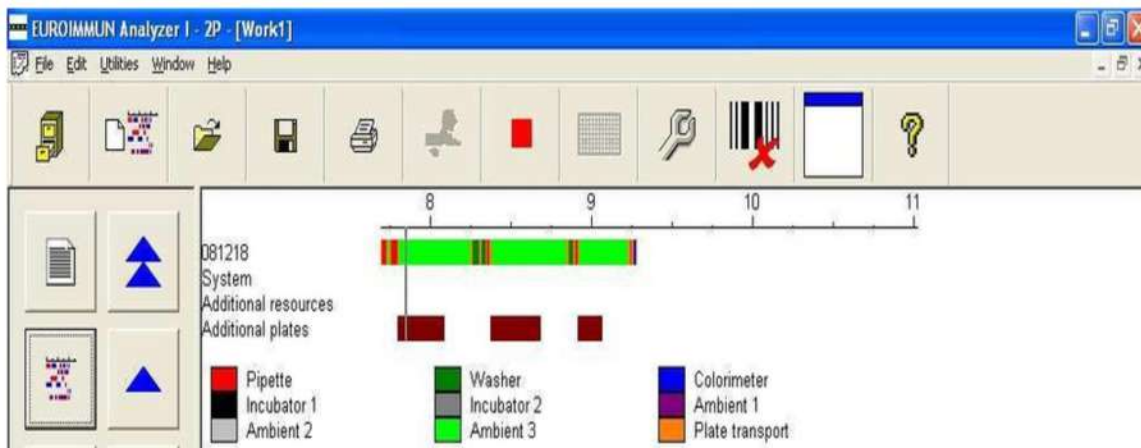 EUROIMMUN Analyzer I - 2P - [Work1]
File Edit Utilities Window Help
8 9 10 11
081218
System
Additional resources
Additional plates
Pipette Washer Colorimeter
Incubator 1 Incubator 2 Ambient 1
Ambient 2 Ambient 3 Plate transport